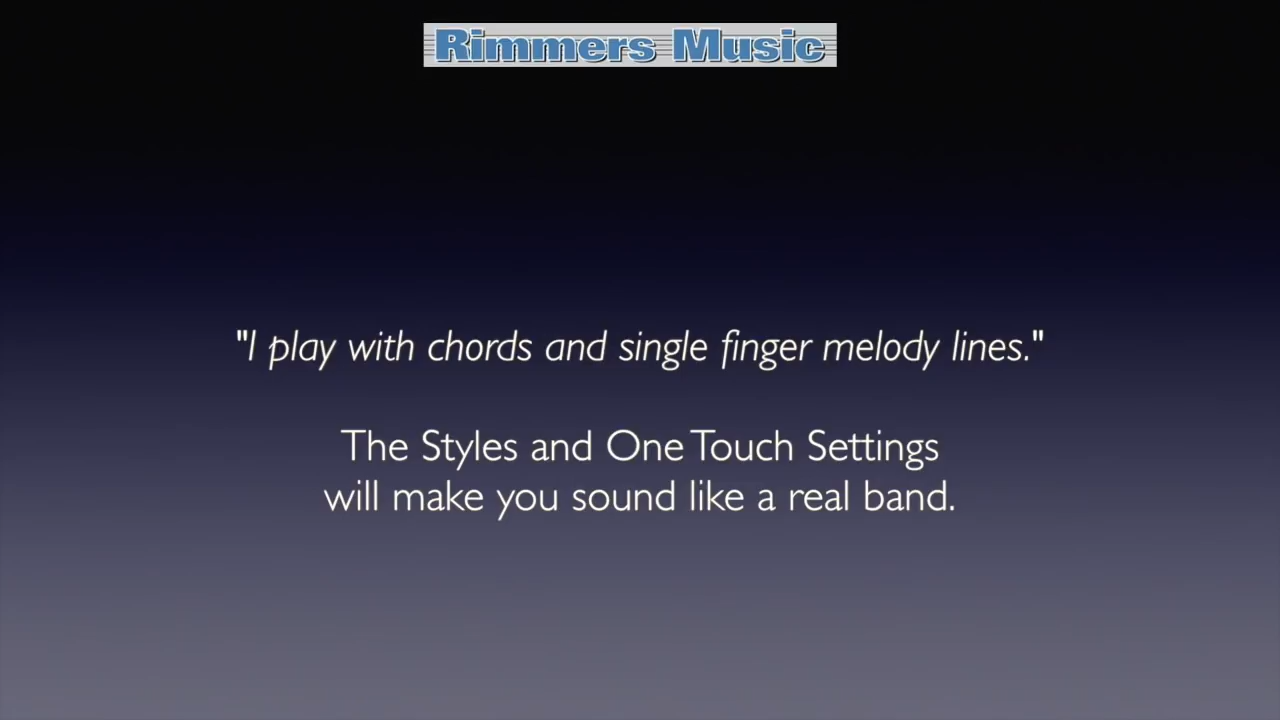 Rimmers Music
"I play with chords and single finger melody lines."
The Styles and One Touch Settings
will make you sound like a real band.